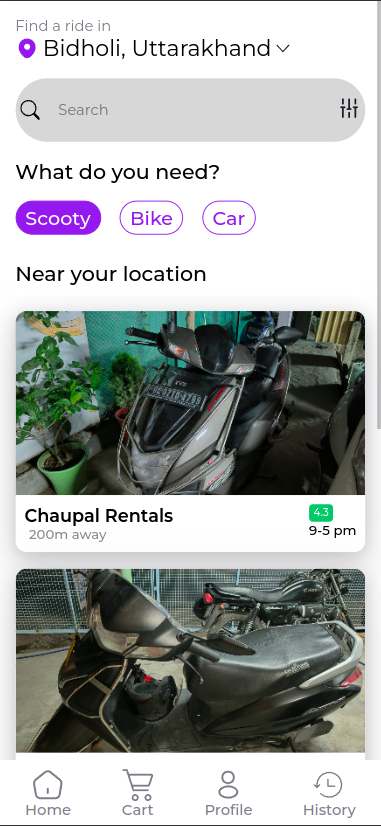 Find a ride in
Bidholi, Uttarakhand
Search
What do you need?
Scooty Bike Car
Near your location
Chaupal Rentals
4.3
200m away
9-5 pm
Home Cart Profile History